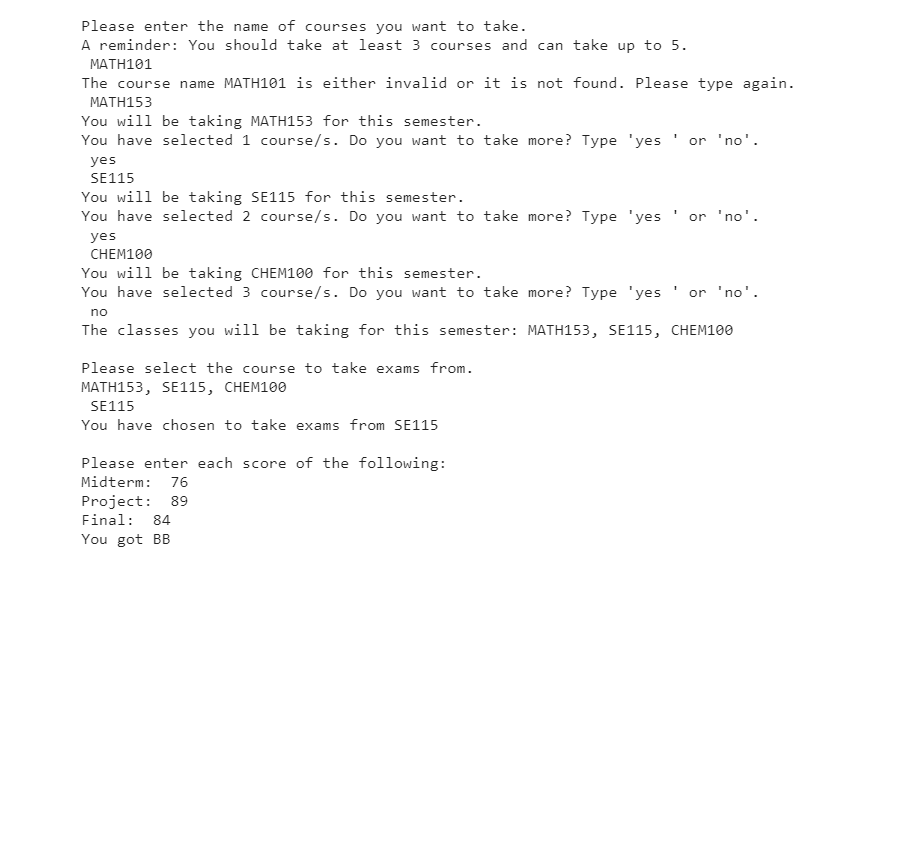 Please enter the name of courses you want to take.
A reminder: You should take at least 3 courses and can take up to 5.
MATH101
The course name MATH101 is either invalid or it is not found. Please type again.
MATH153
You will be taking MATH153 for this semester.
You have selected 1 course/s. Do you want to take more? Type 'yes ' or 'no'.
yes
SE115
You will be taking SE115 for this semester.
You have selected 2 course/s. Do you want to take more? Type 'yes ' or 'no'.
yes
CHEM100
You will be taking CHEM100 for this semester.
You have selected 3 course/s. Do you want to take more? Type 'yes ' or 'no'.
no
The classes you will be taking for this semester: MATH153, SE115, CHEM100
Please select the course to take exams from.
MATH153, SE115, CHEM100
SE115
You have chosen to take exams from SE115
Please enter each score of the following:
Midterm:  76
Project:  89
Final:  84
You got BB